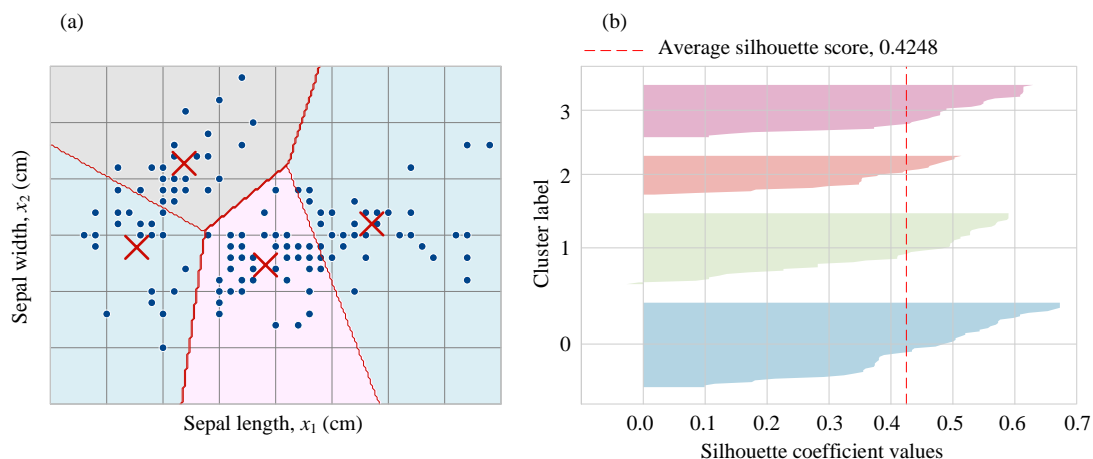 (a)
Sepal width, x2 (cm)
Sepal length, x1 (cm)
(b)
Average silhouette score, 0.4248
Cluster label
3
2
1
0
0.0 0.1 0.2 0.3 0.4 0.5 0.6 0.7
Silhouette coefficient values